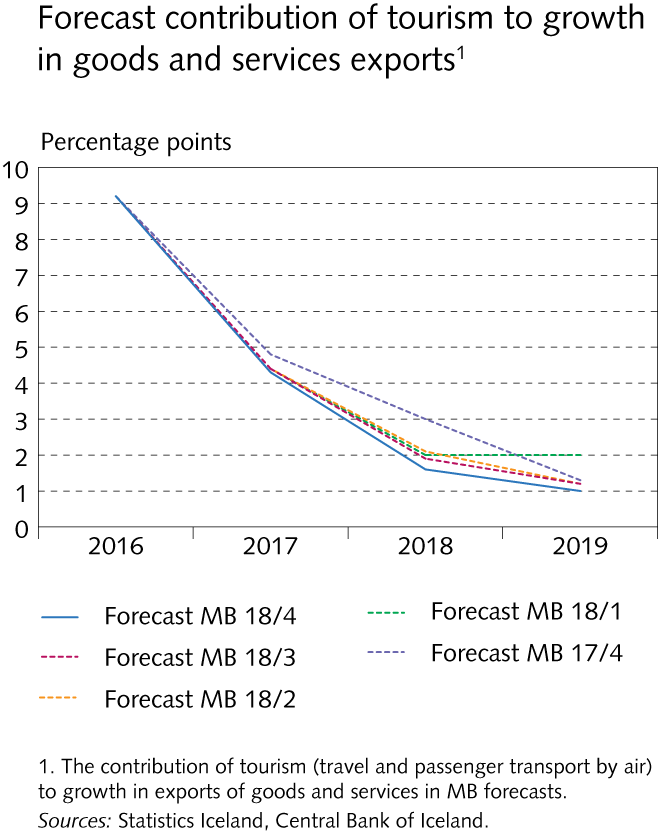 Forecast contribution of tourism to growth
in goods and services exports¹
Percentage points
10
9
8
7
6
5
4
3
2
1
0
2016 2017 2018 2019
Forecast MB 18/4
Forecast MB 18/3
Forecast MB 18/2
Forecast MB 18/1
Forecast MB 17/4
1. The contribution of tourism (travel and passenger transport by air)
to growth in exports of goods and services in MB forecasts.
Sources: Statistics Iceland, Central Bank of Iceland.